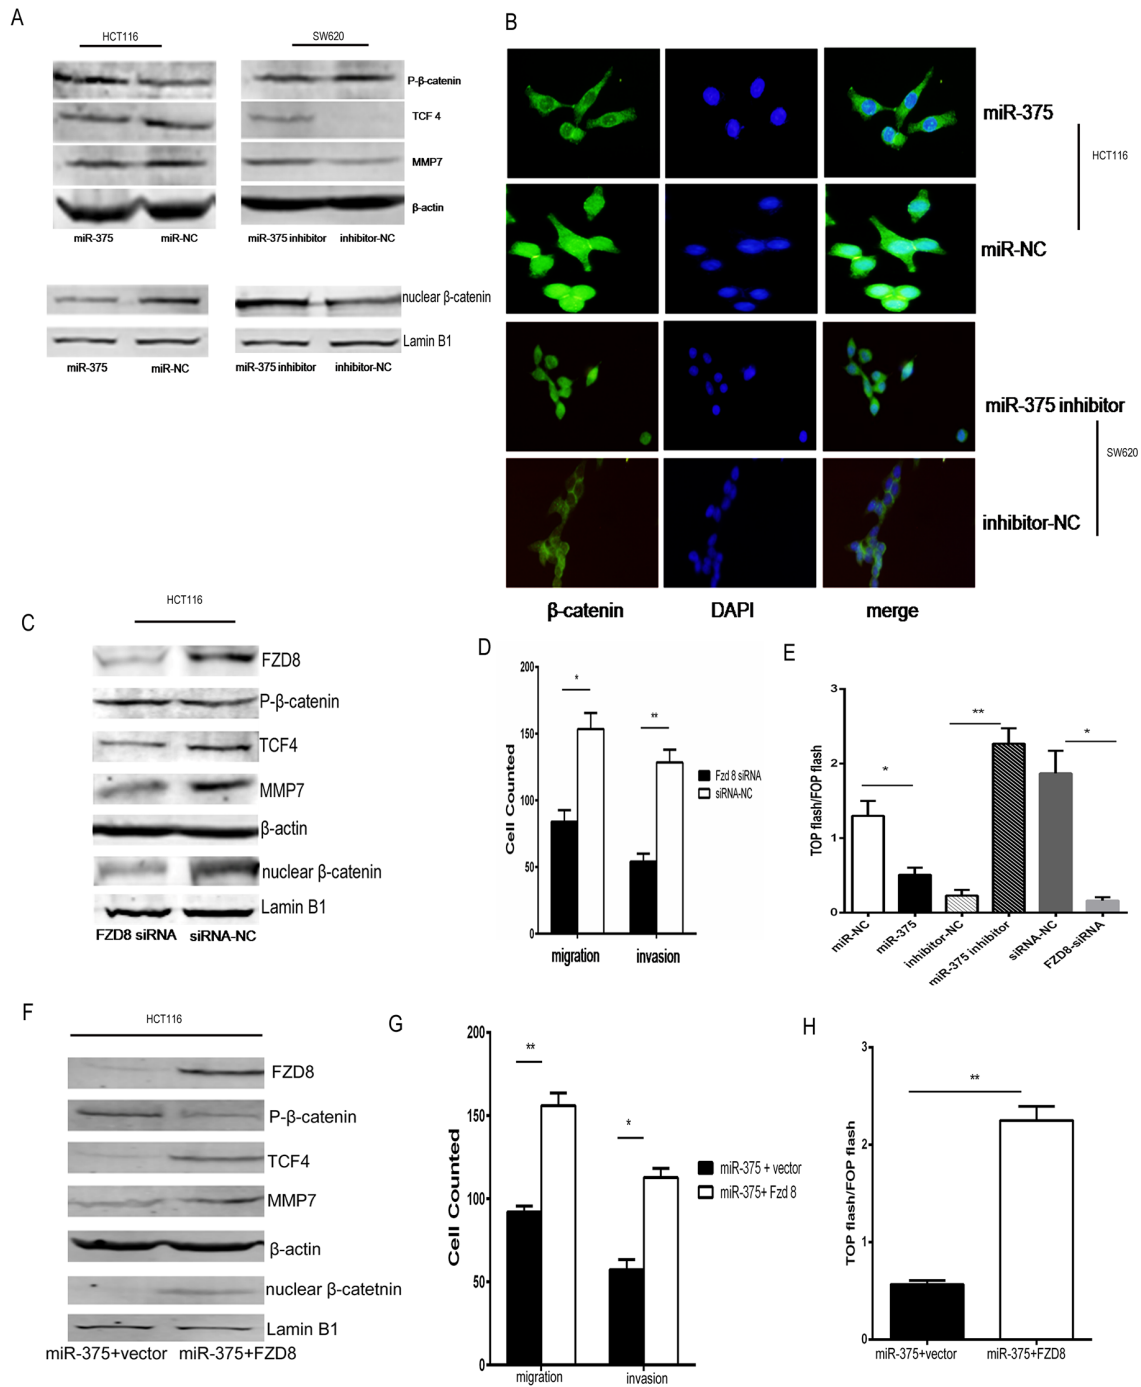 A
HCT116
SW620
P-β-catenin
TCF 4
MMP7
β-actin
miR-375 miR-NC miR-375 inhibitor inhibitor-NC
nuclear β-catenin
Lamin B1
miR-375 miR-NC miR-375 inhibitor inhibitor-NC
B
miR-375
HCT116
miR-NC
miR-375 inhibitor
SW620
inhibitor-NC
β-catenin DAPI merge
C
HCT116
FZD8
P-β-catenin
TCF4
MMP7
β-actin
nuclear β-catenin
Lamin B1
FZD8 siRNA siRNA-NC
D
200
150
100
50
0
Cell Counted
*
**
Fzd 8 siRNA
siRNA-NC
migration invasion
E
3
2
1
0
TOP flash/FOP flash
*
**
*
miR-NC
miR-375
inhibitor-NC
miR-375 inhibitor
siRNA-NC
FZD8-siRNA
F
HCT116
FZD8
P-β-catenin
TCF4
MMP7
β-actin
nuclear β-catetnin
Lamin B1
miR-375+vector miR-375+FZD8
G
200
150
100
50
0
Cell Counted
**
*
miR-375 + vector
miR-375+ Fzd 8
migration invasion
H
3
2
1
0
TOP flash/FOP flash
**
miR-375+vector miR-375+FZD8